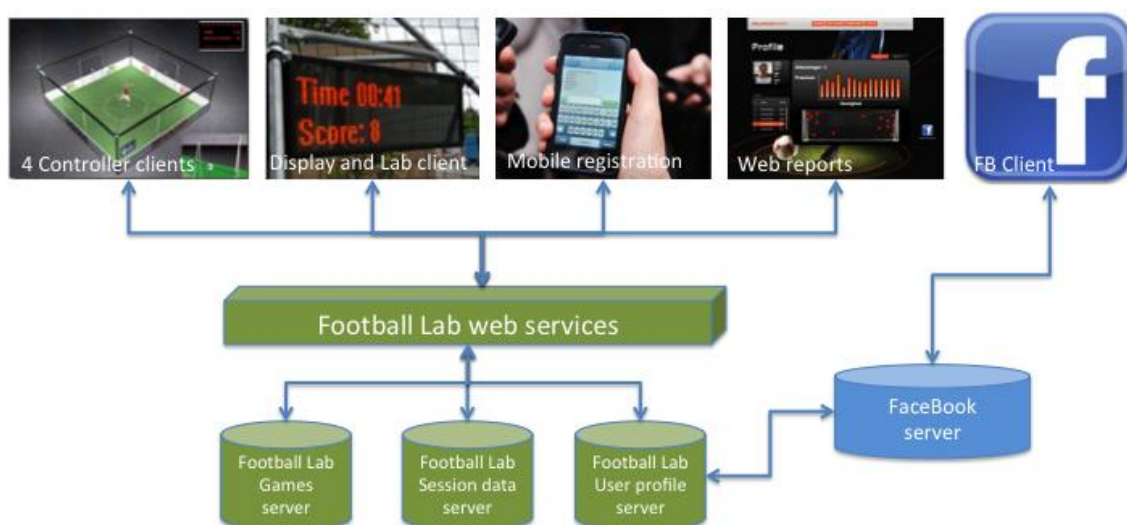 Time 00:41
Score: 8
Profile
4 Controller clients
Display and Lab client
Mobile registration
Web reports
f
FB Client
Football Lab web services
FaceBook
server
Football Lab
Games
server
Football Lab
Session data
server
Football Lab
User profile
server